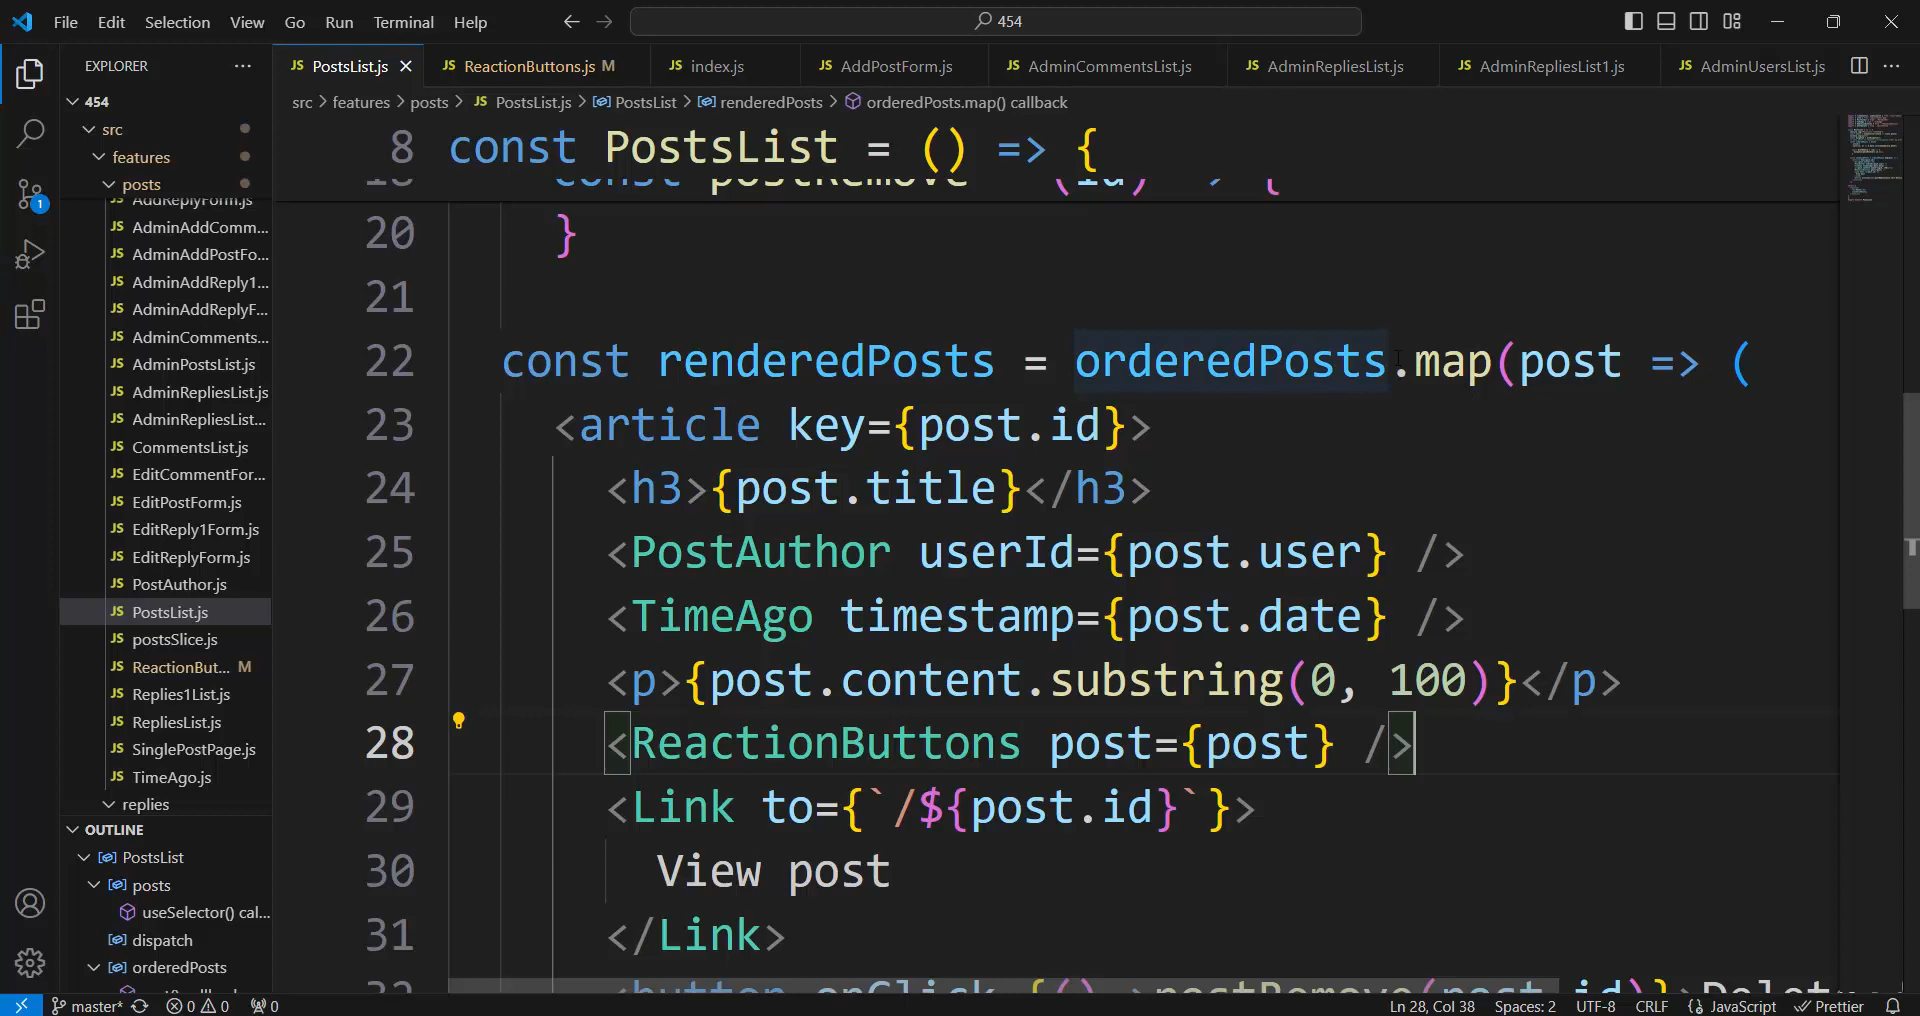 File Edit Selection View Go Run Terminal Help
454
EXPLORER
PostsList.js
ReactionButtons.js M
index.js
AddPostForm.js
AdminCommentsList.js
AdminRepliesList.js
AdminRepliesList1.js
AdminUsersList.js
src > features > posts > PostsList.js > PostsList > renderedPosts > orderedPosts.map() callback
454
src
features
posts
AddReplyForm.js
AdminAddComm...
AdminAddPostFo...
AdminAddReply1...
AdminAddReplyF...
AdminComments...
AdminPostsList.js
AdminRepliesList.js
AdminRepliesList...
CommentsList.js
EditCommentFor...
EditPostForm.js
EditReply1Form.js
EditReplyForm.js
PostAuthor.js
PostsList.js
postsSlice.js
ReactionBut... M
Replies1List.js
RepliesList.js
SinglePostPage.js
TimeAgo.js
replies
OUTLINE
PostsList
posts
useSelector() cal...
dispatch
orderedPosts
8 const PostsList = () => {
20 }
21
22 const renderedPosts = orderedPosts.map(post => (
23 <article key={post.id}>
24 <h3>{post.title}</h3>
25 <PostAuthor userId={post.user} />
26 <TimeAgo timestamp={post.date} />
27 <p>{post.content.substring(0, 100)}</p>
28 <ReactionButtons post={post} />
29 <Link to={`/${post.id}`}>
30 View post
31 </Link>
master* 0 0 0
Ln 28, Col 38 Spaces: 2 UTF-8 CRLF JavaScript Prettier